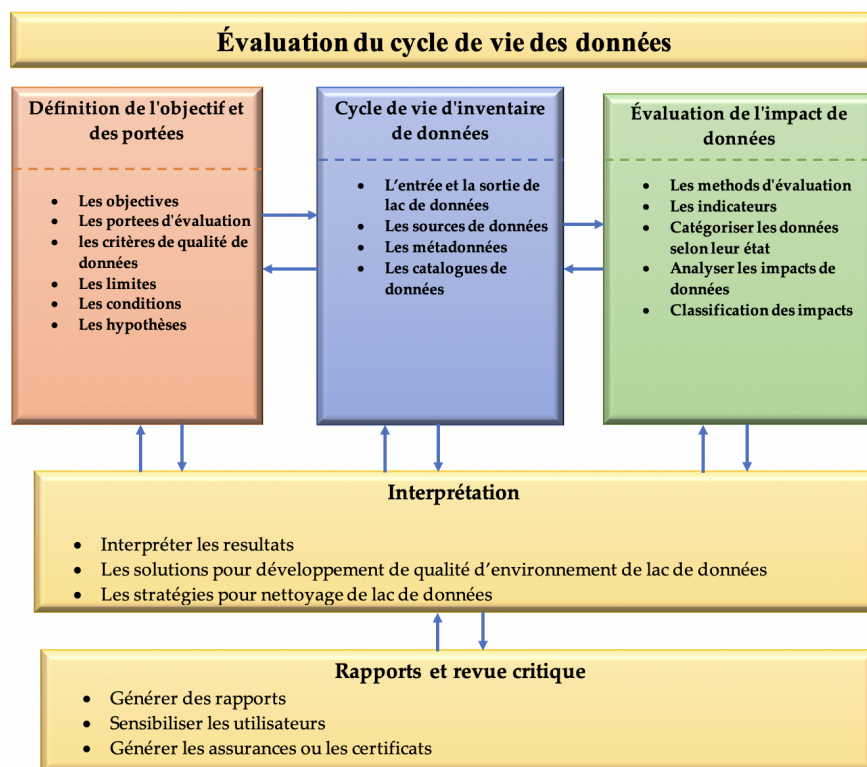 Évaluation du cycle de vie des données
Définition de l'objectif et
des portées
• Les objectives
• Les portees d'évaluation
• les critères de qualité de
données
• Les limites
• Les conditions
• Les hypothèses
Cycle de vie d'inventaire
de données
• L'entrée et la sortie de
lac de données
• Les sources de données
• Les métadonnées
• Les catalogues de
données
Évaluation de l'impact de
données
• Les methods d'évaluation
• Les indicateurs
• Catégoriser les données
selon leur état
• Analyser les impacts de
données
• Classification des impacts
Interprétation
• Interpréter les resultats
• Les solutions pour développement de qualité d'environnement de lac de données
• Les stratégies pour nettoyage de lac de données
Rapports et revue critique
• Générer des rapports
• Sensibiliser les utilisateurs
• Générer les assurances ou les certificats